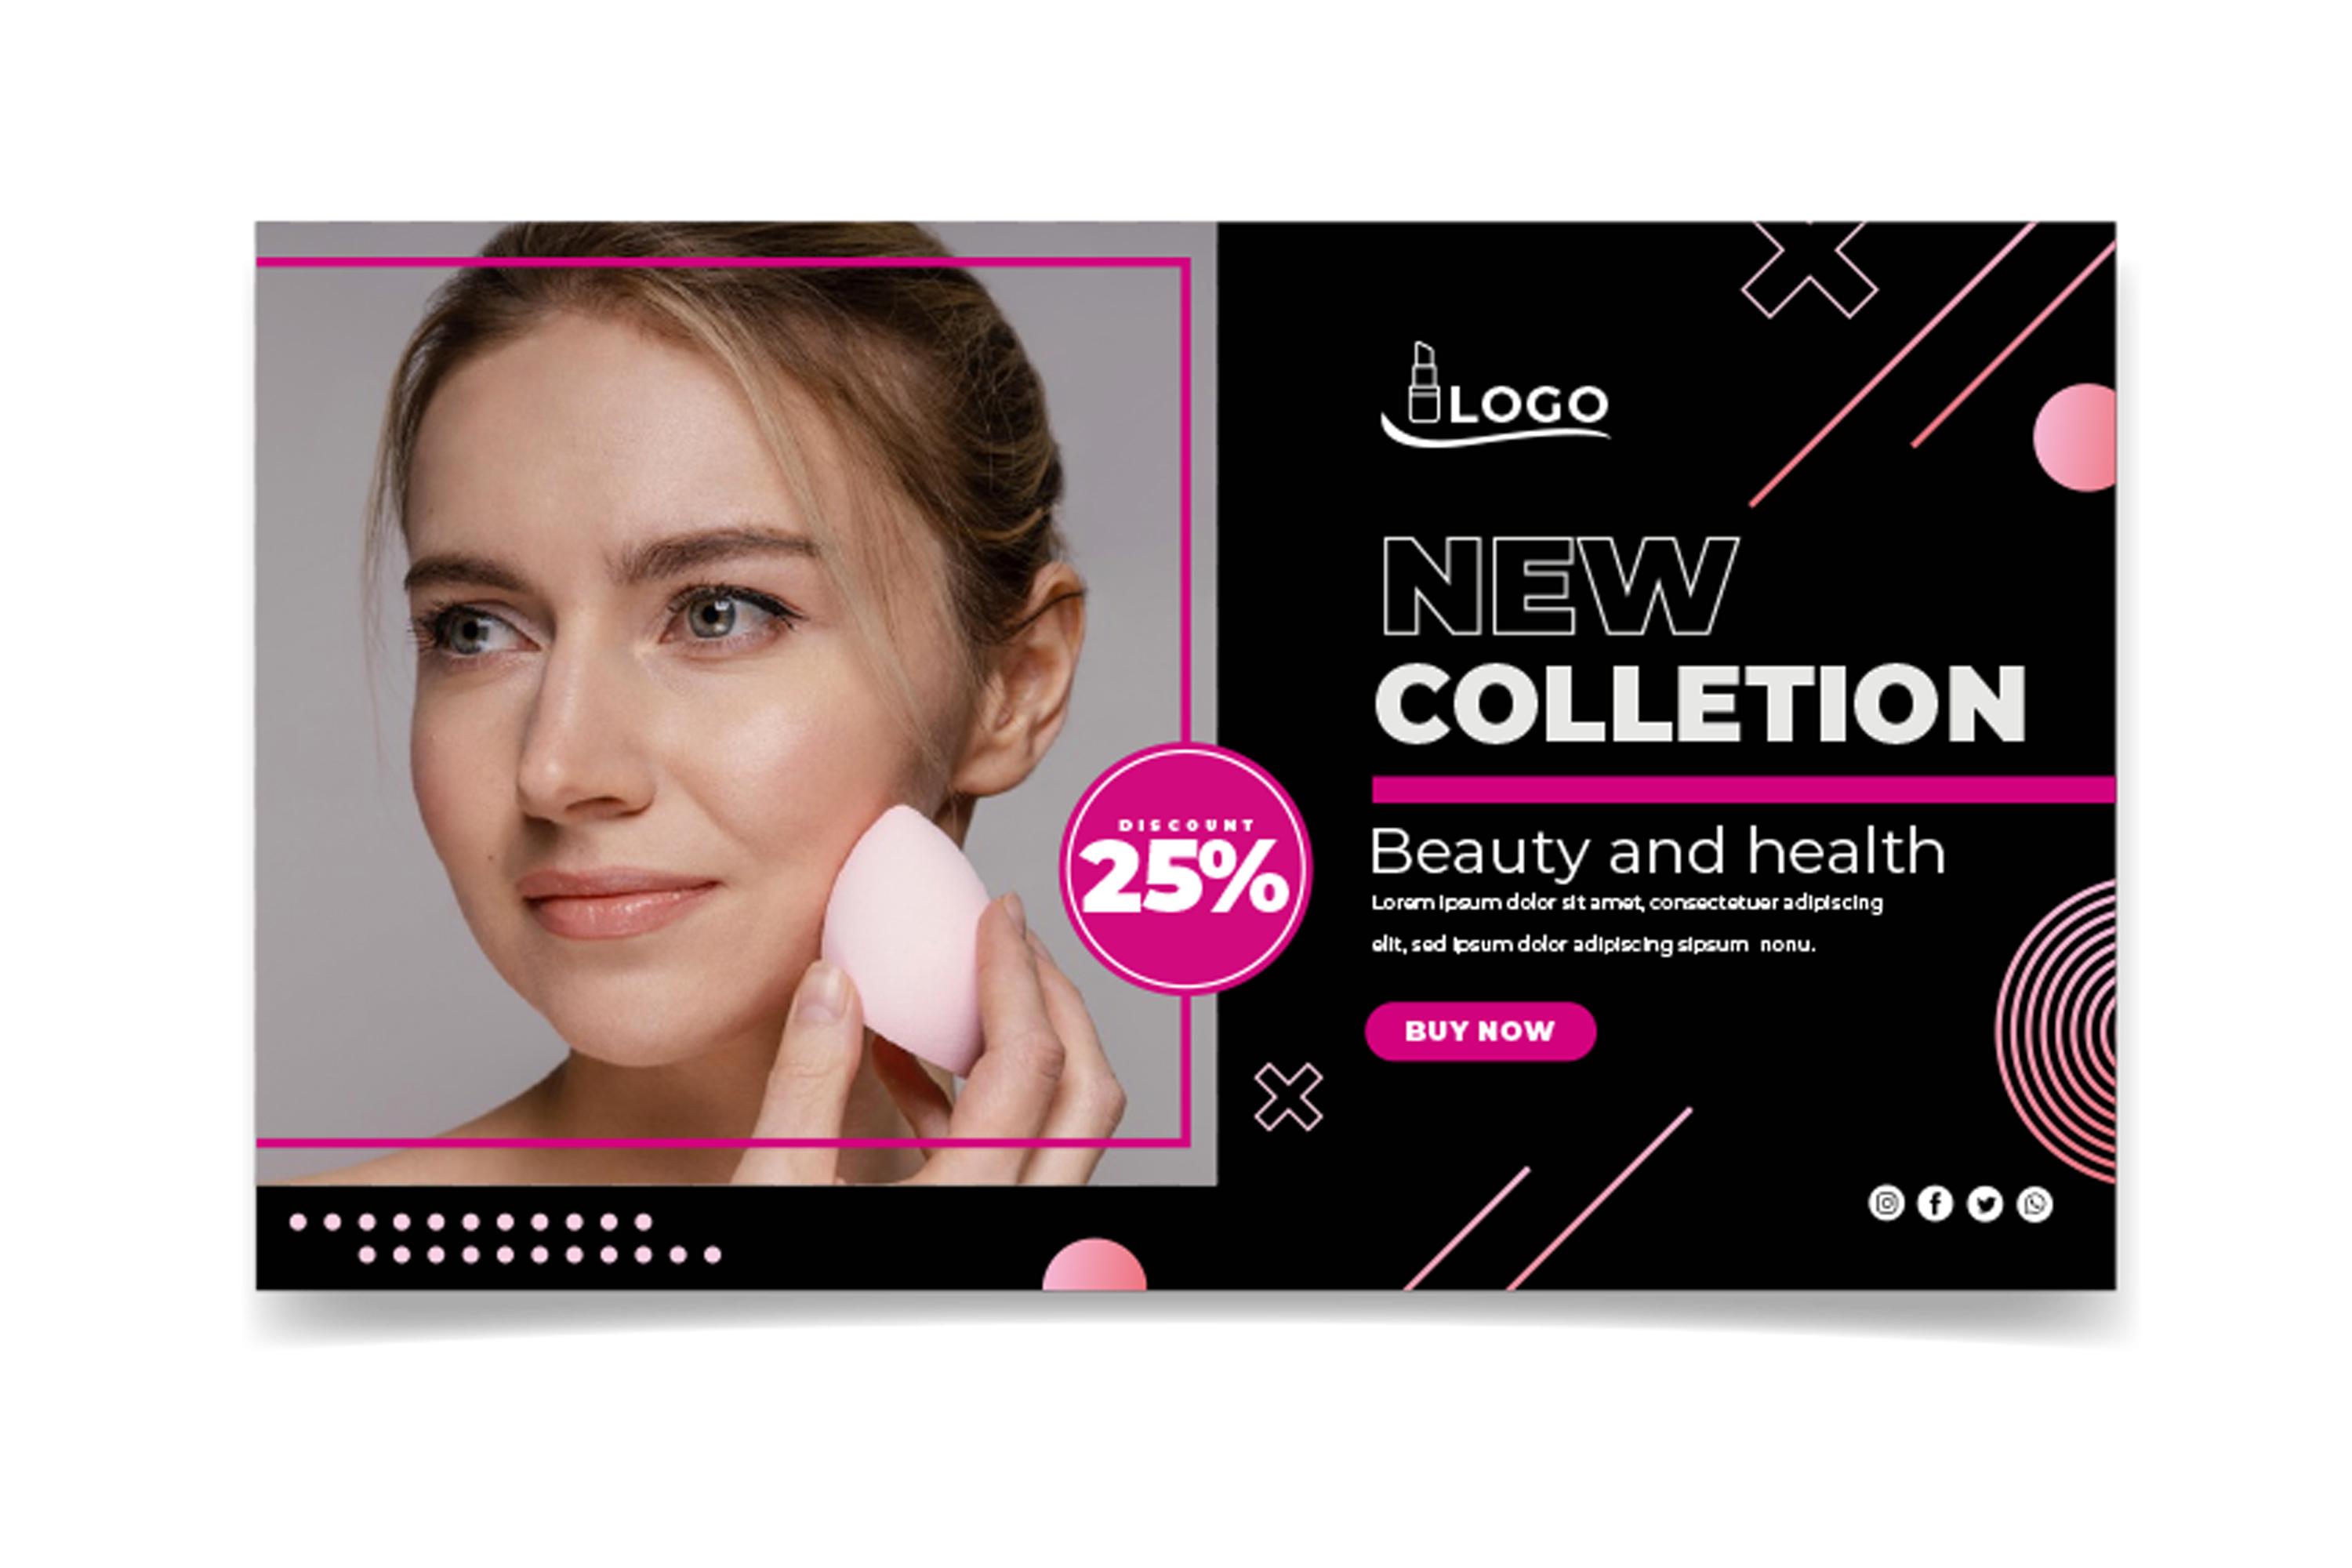 LOGO
NEW
COLLETION
DISCOUNT
25%
Beauty and health
Lorem ipsum dolor sit amet, consectetuer adipiscing
elit, sed ipsum dolor adipiscing sipsum nonu.
BUY NOW